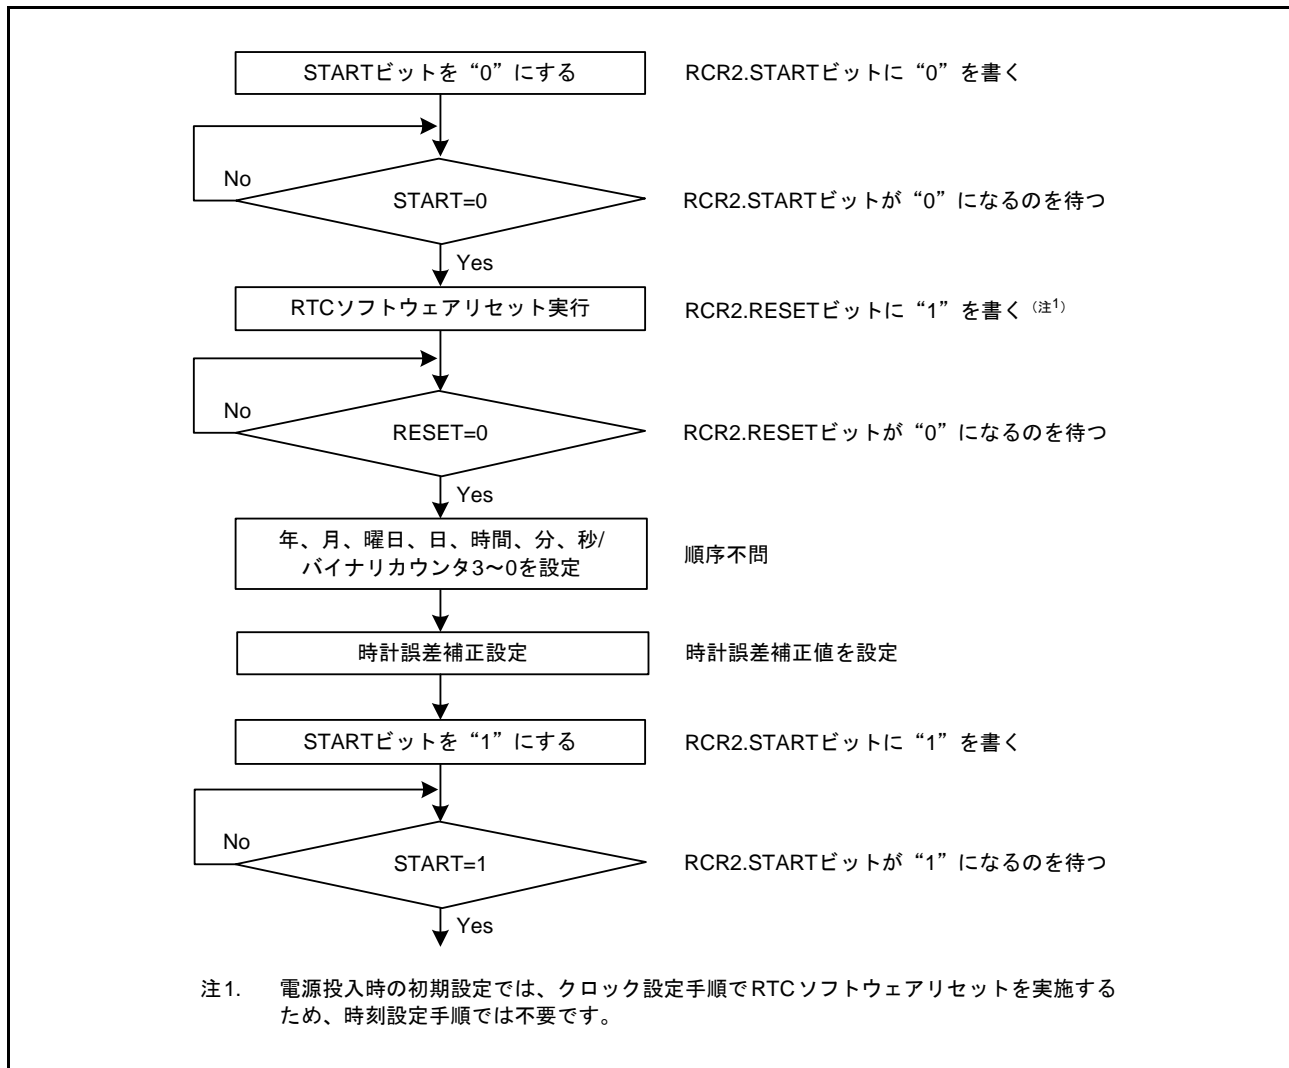 STARTビットを“0”にする
RCR2.STARTビットに“0”を書く
No
START=0
RCR2.STARTビットが“0”になるのを待つ
Yes
RTCソフトウェアリセット実行
RCR2.RESETビットに“1”を書く（注1）
No
RESET=0
RCR2.RESETビットが“0”になるのを待つ
Yes
年、月、曜日、日、時間、分、秒/
バイナリカウンタ3～0を設定
順序不問
時計誤差補正設定
時計誤差補正値を設定
STARTビットを“1”にする
RCR2.STARTビットに“1”を書く
No
START=1
RCR2.STARTビットが“1”になるのを待つ
Yes
注1. 電源投入時の初期設定では、クロック設定手順でRTCソフトウェアリセットを実施する
ため、時刻設定手順では不要です。